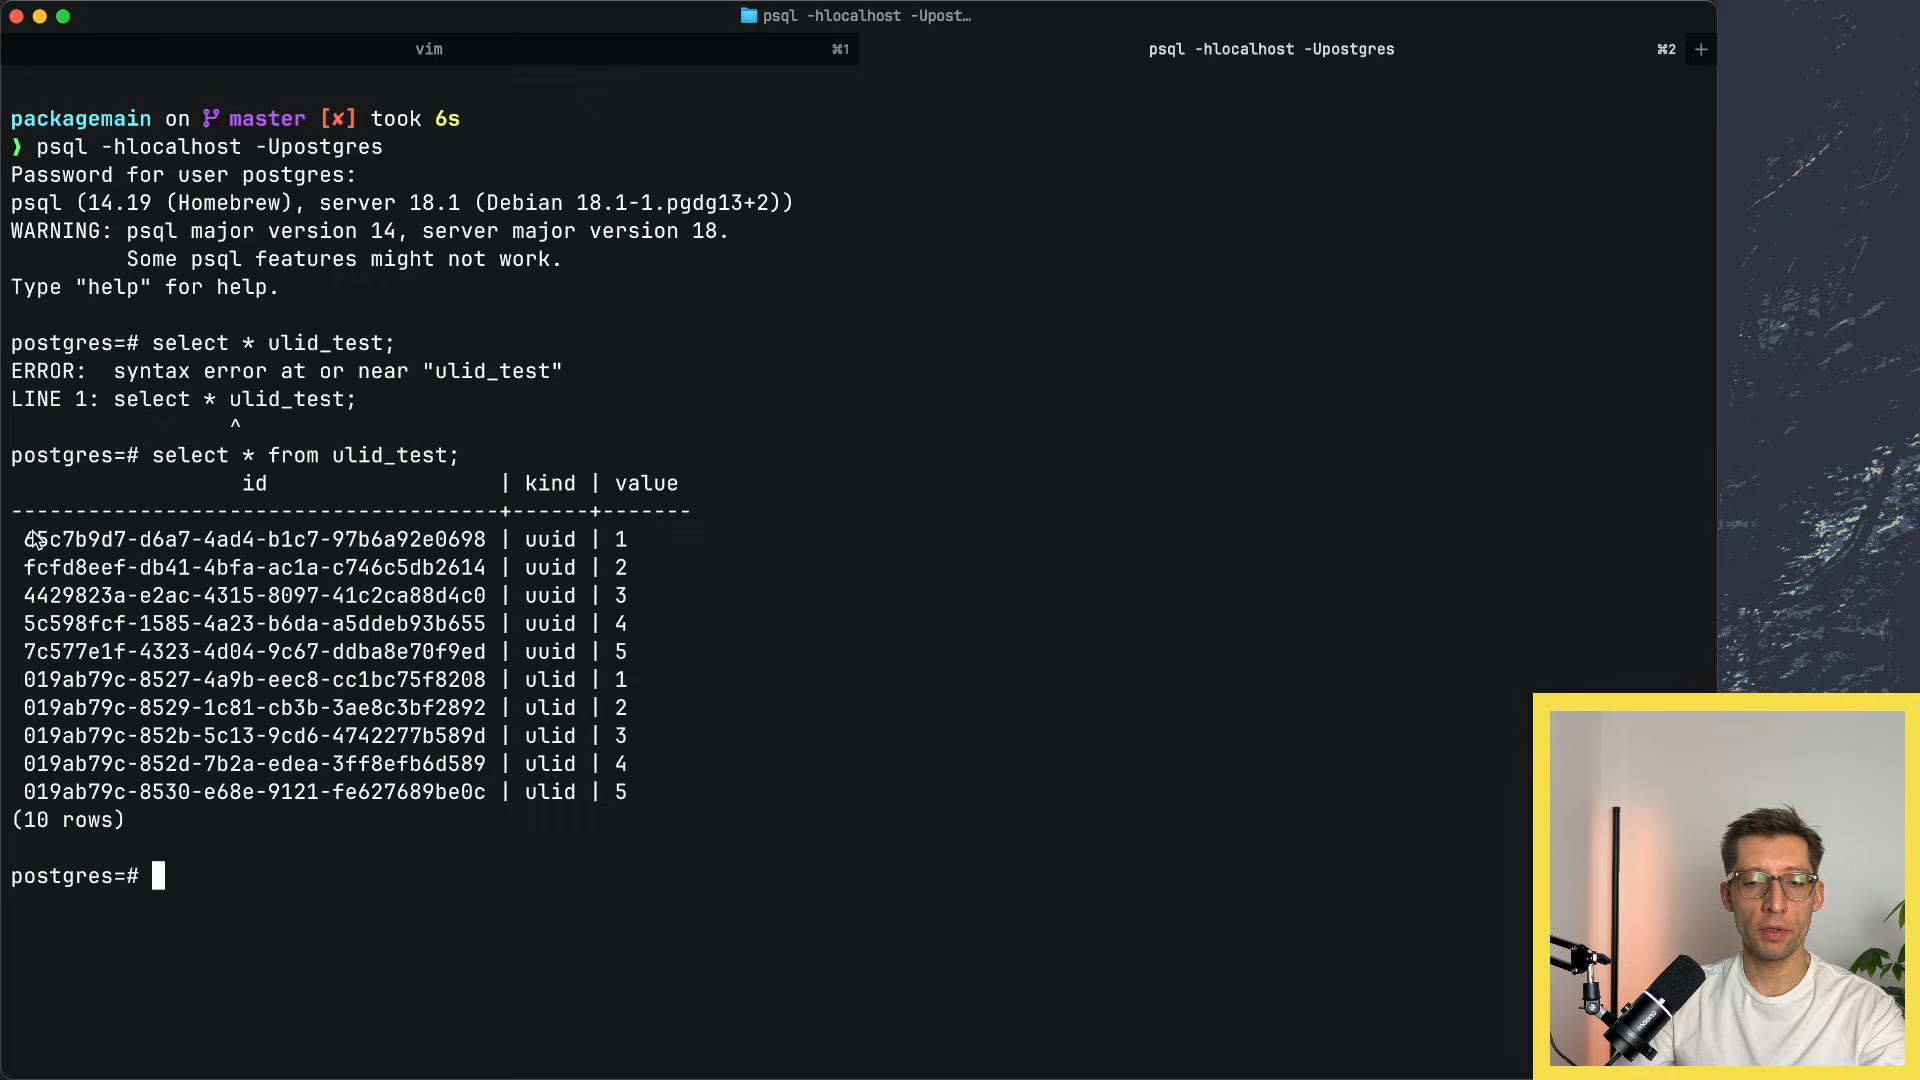 psql -hlocalhost -Upost…
vim ⌘1 psql -hlocalhost -Upostgres ⌘2 +
packagemain on master [✘] took 6s
❯ psql -hlocalhost -Upostgres
Password for user postgres:
psql (14.19 (Homebrew), server 18.1 (Debian 18.1-1.pgdg13+2))
WARNING: psql major version 14, server major version 18.
         Some psql features might not work.
Type "help" for help.
postgres=# select * ulid_test;
ERROR:  syntax error at or near "ulid_test"
LINE 1: select * ulid_test;
                 ^
postgres=# select * from ulid_test;
                  id                  | kind | value
--------------------------------------+------+-------
 65c7b9d7-d6a7-4ad4-b1c7-97b6a92e0698 | uuid | 1
 fcfd8eef-db41-4bfa-ac1a-c746c5db2614 | uuid | 2
 4429823a-e2ac-4315-8097-41c2ca88d4c0 | uuid | 3
 5c598fcf-1585-4a23-b6da-a5ddeb93b655 | uuid | 4
 7c577e1f-4323-4d04-9c67-ddba8e70f9ed | uuid | 5
 019ab79c-8527-4a9b-eec8-cc1bc75f8208 | ulid | 1
 019ab79c-8529-1c81-cb3b-3ae8c3bf2892 | ulid | 2
 019ab79c-852b-5c13-9cd6-4742277b589d | ulid | 3
 019ab79c-852d-7b2a-edea-3ff8efb6d589 | ulid | 4
 019ab79c-8530-e68e-9121-fe627689be0c | ulid | 5
(10 rows)
postgres=#
maono